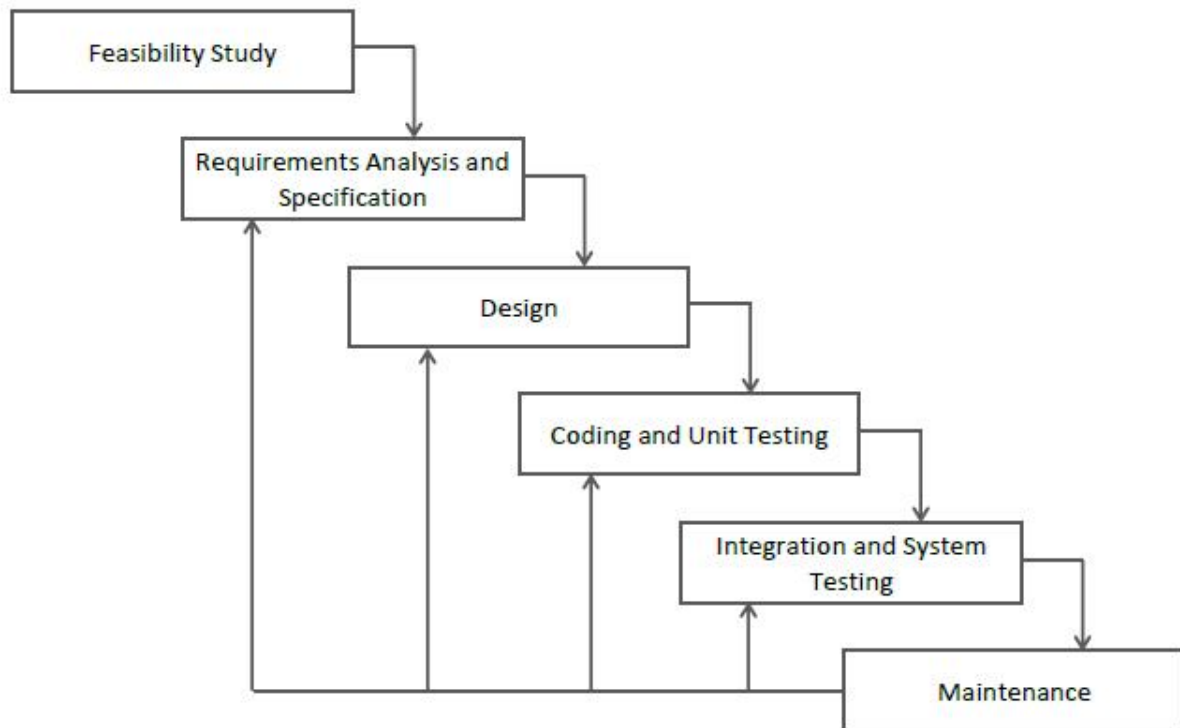 Feasibility Study
Requirements Analysis and
Specification
Design
Coding and Unit Testing
Integration and System
Testing
Maintenance